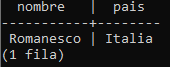 nombre | pais
-----------+--------
Romanesco | Italia
(1 fila)